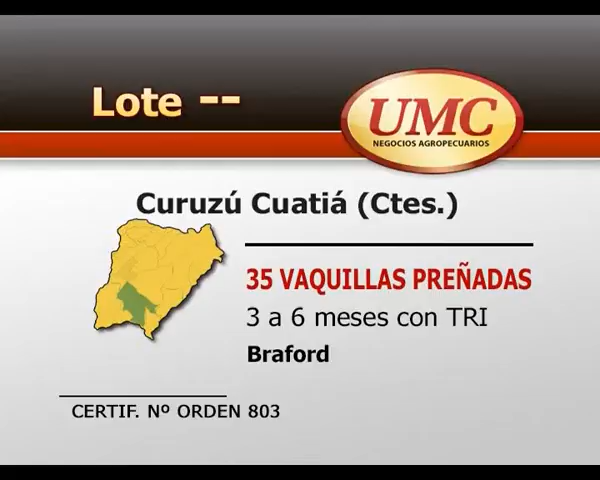 Lote --
UMC
NEGOCIOS AGROPECUARIOS
Curuzú Cuatiá (Ctes.)
35 VAQUILLAS PREÑADAS
3 a 6 meses con TRI
Braford
CERTIF. Nº ORDEN 803